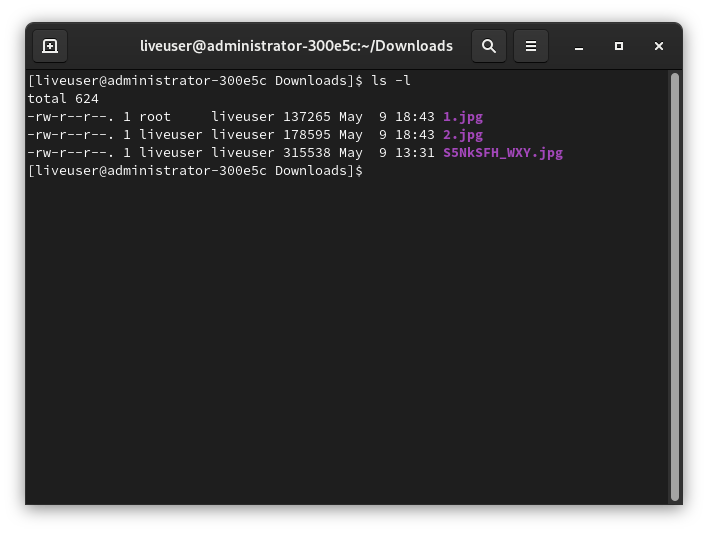 liveuser@administrator-300e5c:~/Downloads
[liveuser@administrator-300e5c Downloads]$ ls -l
total 624
-rw-r--r--. 1 root     liveuser 137265 May  9 18:43 1.jpg
-rw-r--r--. 1 liveuser liveuser 178595 May  9 18:43 2.jpg
-rw-r--r--. 1 liveuser liveuser 315538 May  9 13:31 S5NkSFH_WXY.jpg
[liveuser@administrator-300e5c Downloads]$